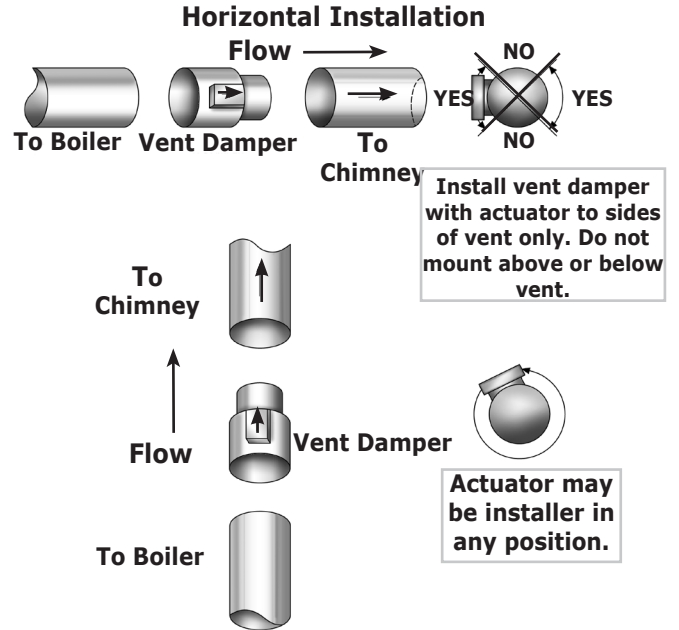 Horizontal Installation
Flow
NO
YES
YES
NO
To Boiler
Vent Damper
To
Chimney
Install vent damper
with actuator to sides
of vent only. Do not
mount above or below
vent.
To
Chimney
Flow
Vent Damper
To Boiler
Actuator may
be installer in
any position.